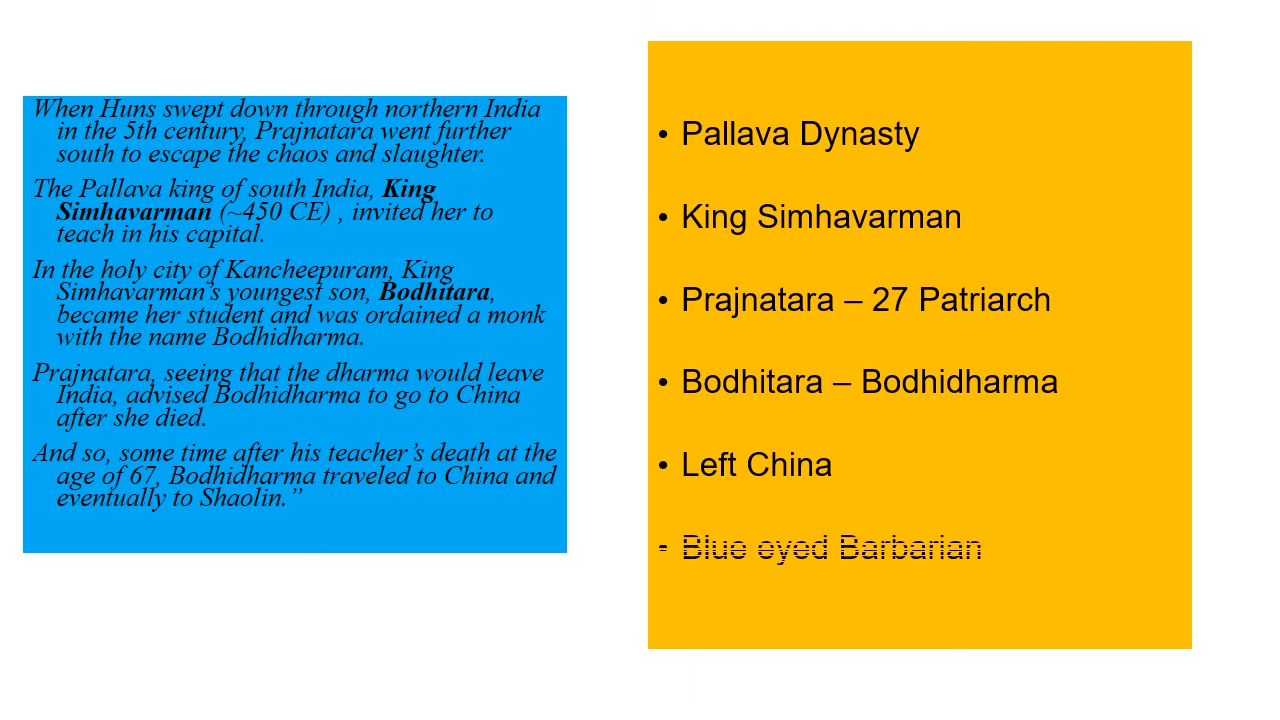 When Huns swept down through northern India
in the 5th century, Prajnatara went further
south to escape the chaos and slaughter.
The Pallava king of south India, King
Simhavarman (~450 CE) , invited her to
teach in his capital.
In the holy city of Kancheepuram, King
Simhavarman's youngest son, Bodhitara,
became her student and was ordained a monk
with the name Bodhidharma.
Prajnatara, seeing that the dharma would leave
India, advised Bodhidharma to go to China
after she died.
And so, some time after his teacher's death at the
age of 67, Bodhidharma traveled to China and
eventually to Shaolin.”
• Pallava Dynasty
• King Simhavarman
• Prajnatara – 27 Patriarch
• Bodhitara – Bodhidharma
• Left China
• Blue eyed Barbarian